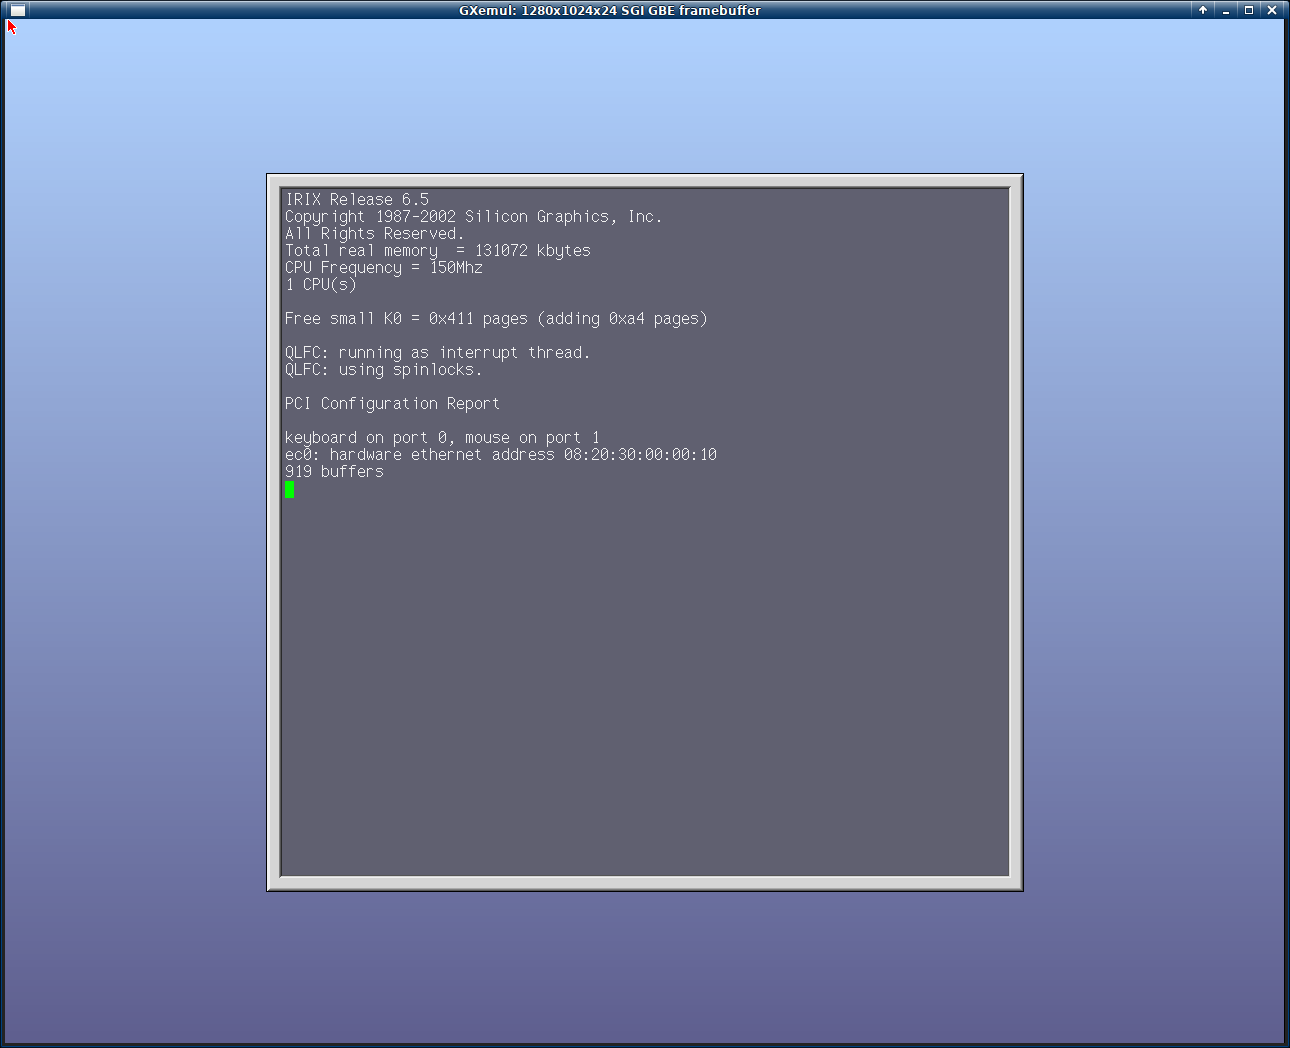 GXemul: 1280x1024x24 SGI GBE framebuffer
IRIX Release 6.5
Copyright 1987-2002 Silicon Graphics, Inc.
All Rights Reserved.
Total real memory  = 131072 kbytes
CPU Frequency = 150Mhz
1 CPU(s)
Free small K0 = 0x411 pages (adding 0xa4 pages)
QLFC: running as interrupt thread.
QLFC: using spinlocks.
PCI Configuration Report
keyboard on port 0, mouse on port 1
ec0: hardware ethernet address 08:20:30:00:00:10
919 buffers